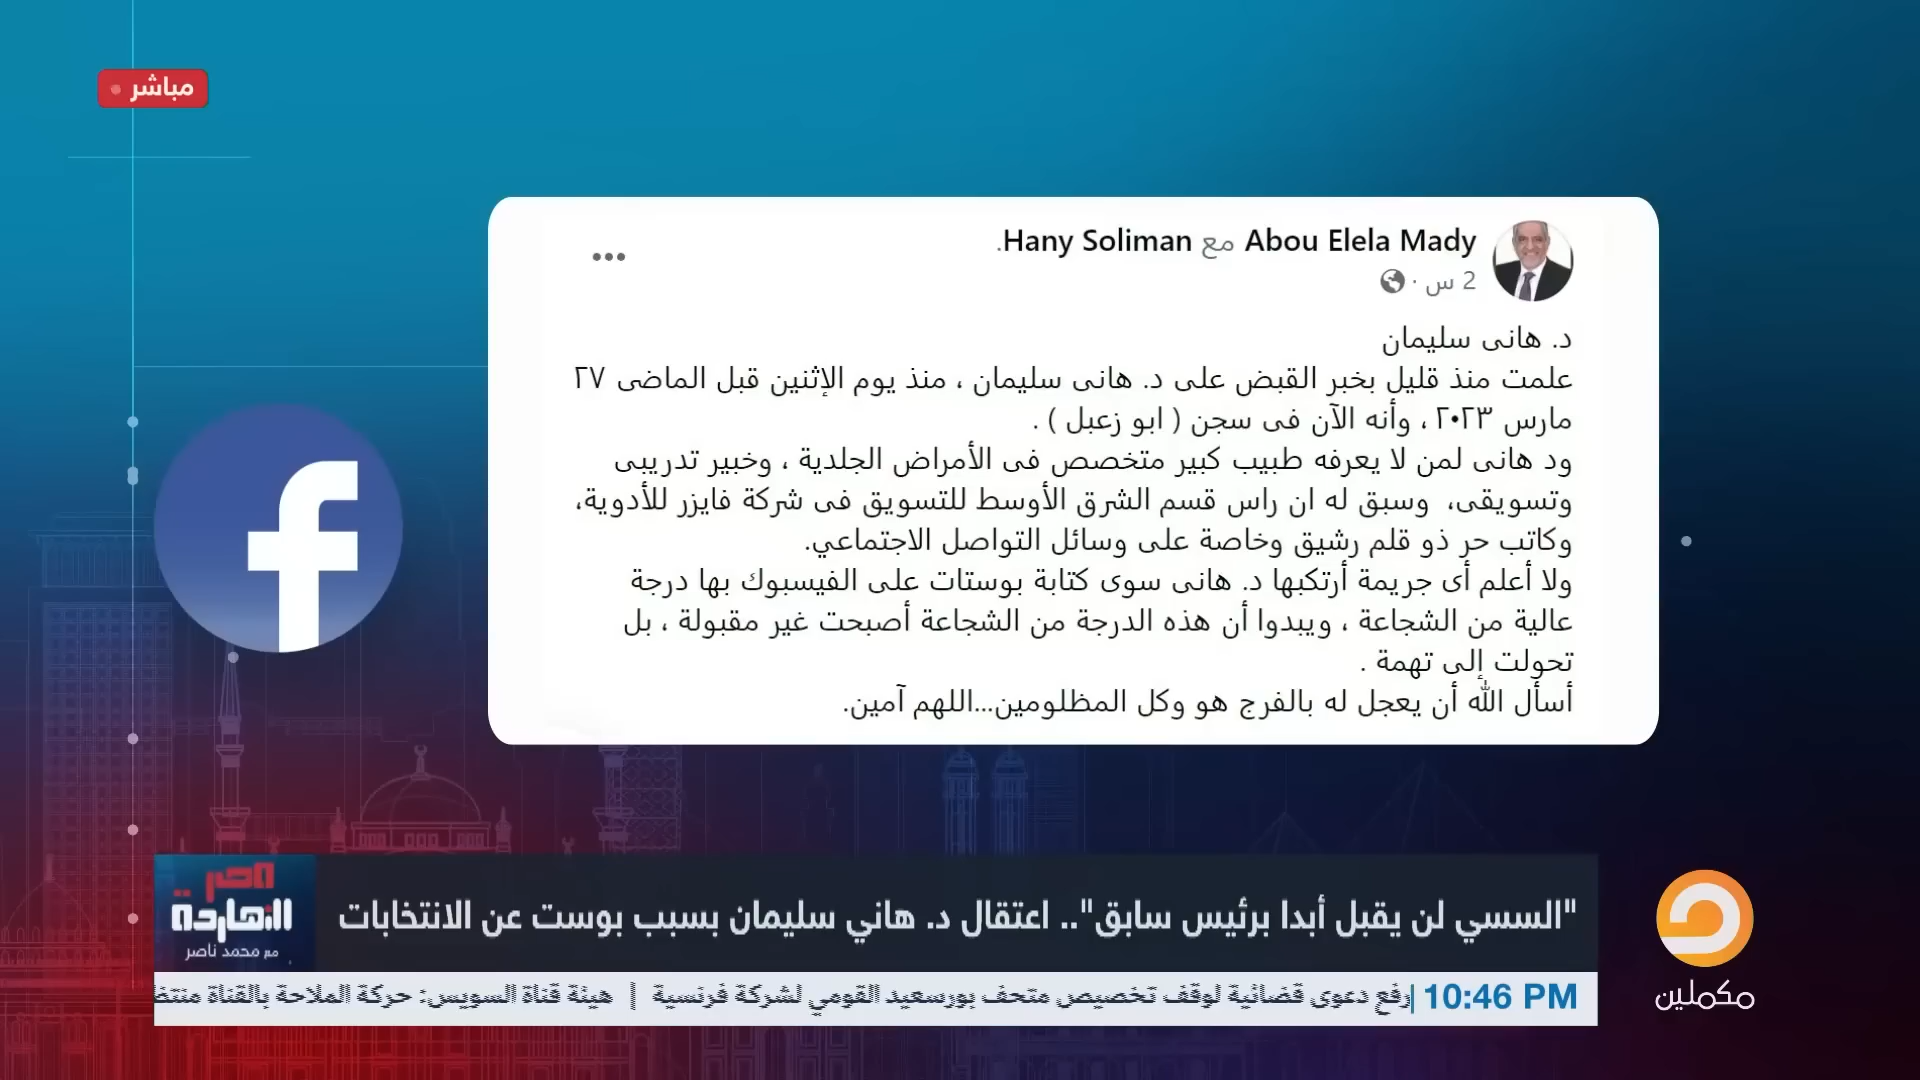 مباشر
Abou Elela Mady مع Hany Soliman.
2 س ·
د. هانى سليمان
علمت منذ قليل بخبر القبض على د. هانى سليمان ، منذ يوم الإثنين قبل الماضى ٢٧
مارس ٢٠٢٣ ، وأنه الآن فى سجن ( ابو زعبل ) .
ود هانى لمن لا يعرفه طبيب كبير متخصص فى الأمراض الجلدية ، وخبير تدريبى
وتسويقى، وسبق له ان راس قسم الشرق الأوسط للتسويق فى شركة فايزر للأدوية،
وكاتب حر ذو قلم رشيق وخاصة على وسائل التواصل الاجتماعي.
ولا أعلم أى جريمة أرتكبها د. هانى سوى كتابة بوستات على الفيسبوك بها درجة
عالية من الشجاعة ، ويبدوا أن هذه الدرجة من الشجاعة أصبحت غير مقبولة ، بل
تحولت إلى تهمة .
أسأل الله أن يعجل له بالفرج هو وكل المظلومين...اللهم آمين.
"السسي لن يقبل أبدا برئيس سابق".. اعتقال د. هاني سليمان بسبب بوست عن الانتخابات
مصر
النهاردة
مع محمد ناصر
10:46 PM
رفع دعوى قضائية لوقف تخصيص متحف بورسعيد القومي لشركة فرنسية | هيئة قناة السويس: حركة الملاحة بالقناة
مكملين